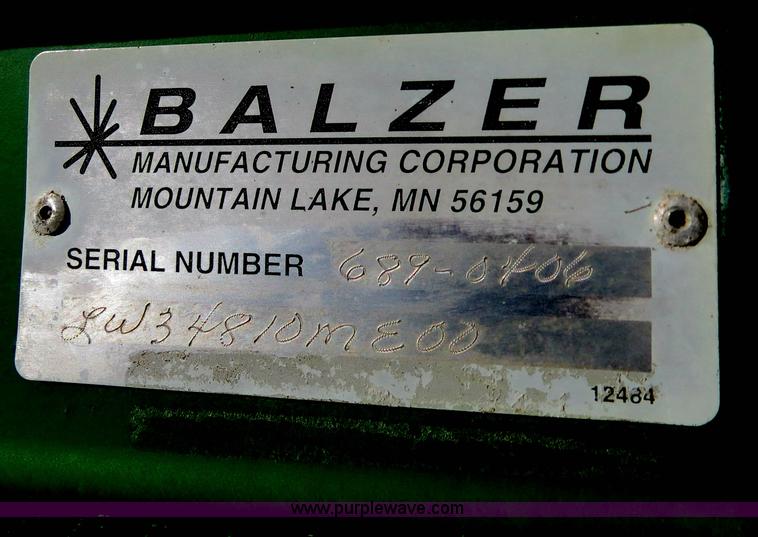 BALZER
MANUFACTURING CORPORATION
MOUNTAIN LAKE, MN 56159
SERIAL NUMBER 689-0406
LW34810ME00
12484
www.purplewave.com